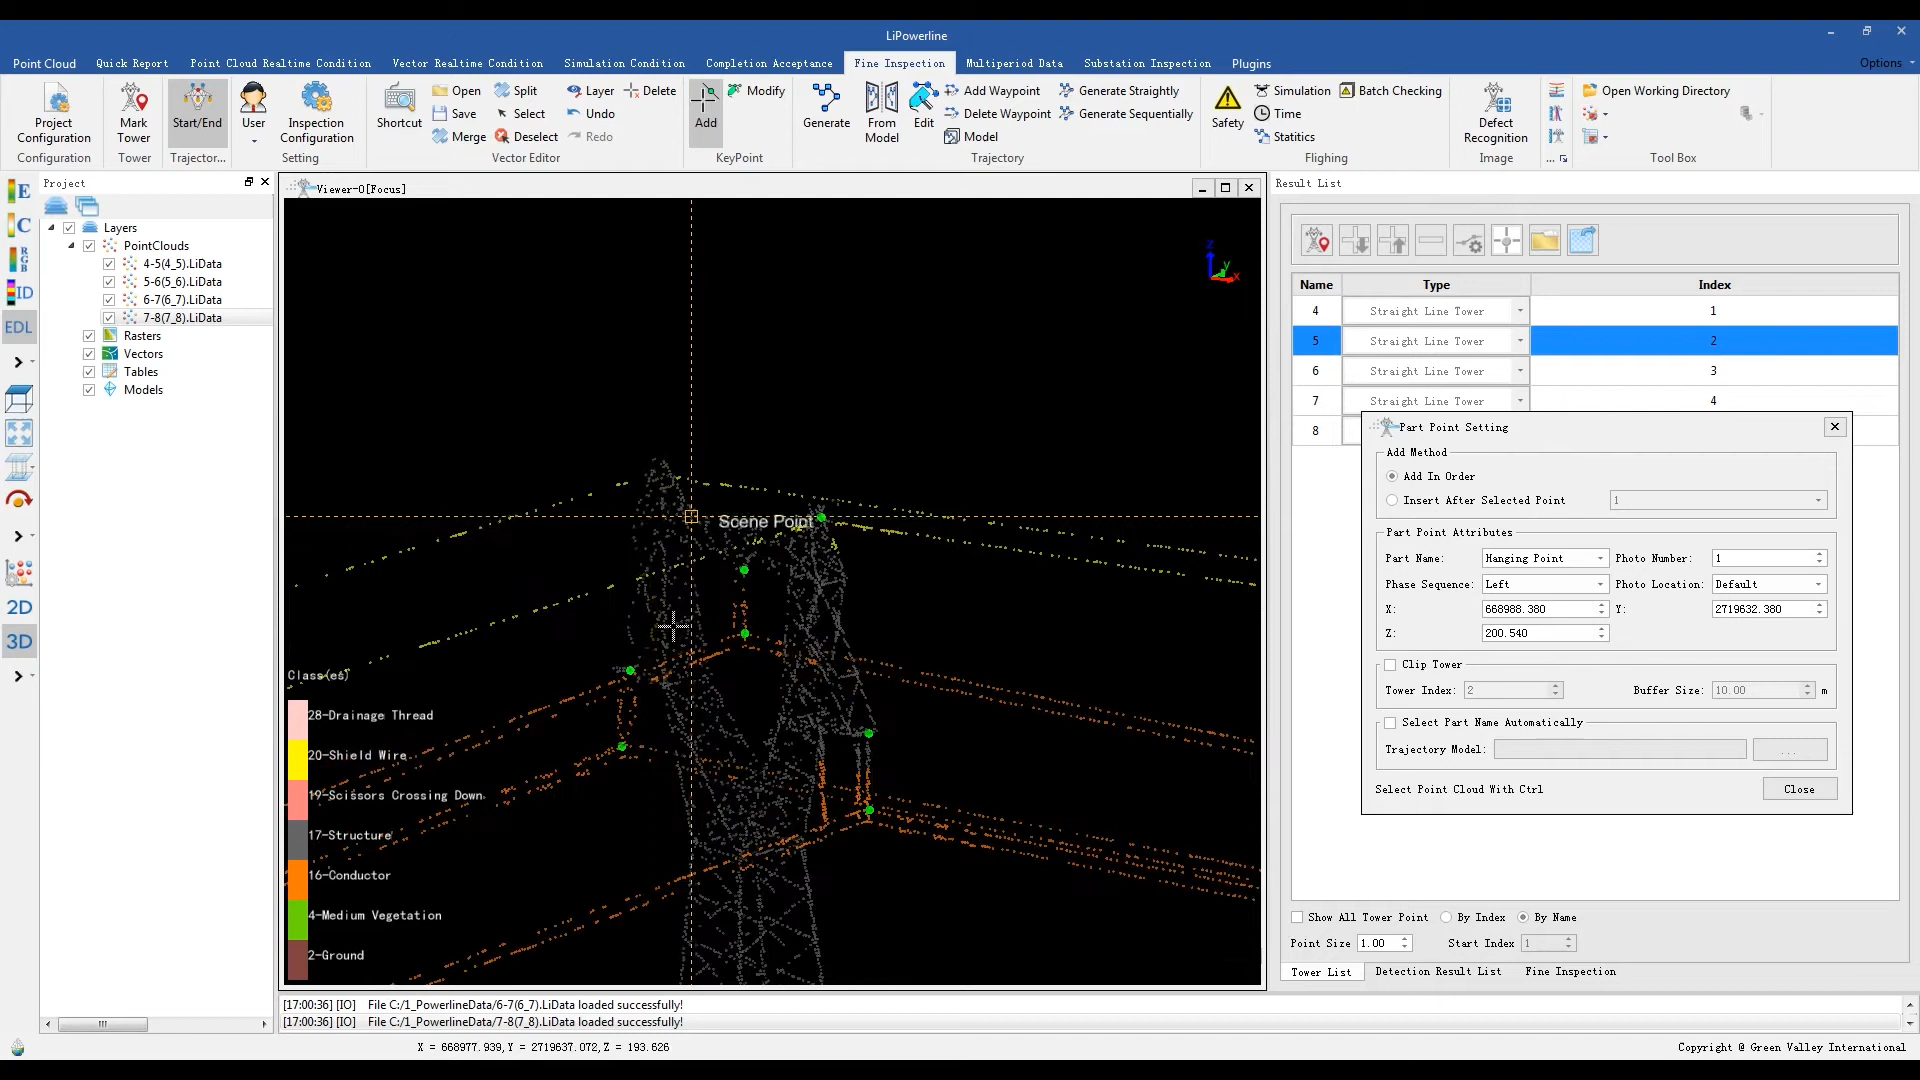 LiPowerline
Point Cloud Quick Report Point Cloud Realtime Condition Vector Realtime Condition Simulation Condition Completion Acceptance Fine Inspection Multiperiod Data Substation Inspection Plugins Options
Open Split Layer Delete Modify Add Waypoint Generate Straightly Simulation Batch Checking Open Working Directory
Save Select Undo Delete Waypoint Generate Sequentially Time
Project Configuration
Mark Tower
Start/End
User
Inspection Configuration
Shortcut
Merge Deselect Redo
Add
Generate
From Model
Edit
Model
Safety
Statitics
Defect Recognition
Configuration Tower Trajector... Setting Vector Editor KeyPoint Trajectory Flighing Image ... Tool Box
Project
Viewer-0[Focus]
Result List
E
C
RGB
ID
EDL
2D
3D
Layers
PointClouds
4-5(4_5).LiData
5-6(5_6).LiData
6-7(6_7).LiData
7-8(7_8).LiData
Rasters
Vectors
Tables
Models
Z
Y
X
Scene Point
Class(es)
28-Drainage Thread
20-Shield Wire
19-Scissors Crossing Down
17-Structure
16-Conductor
4-Medium Vegetation
2-Ground
Name Type Index
4 Straight Line Tower 1
5 Straight Line Tower 2
6 Straight Line Tower 3
7 Straight Line Tower 4
8
Part Point Setting
Add Method
Add In Order
Insert After Selected Point 1
Part Point Attributes
Part Name: Hanging Point Photo Number: 1
Phase Sequence: Left Photo Location: Default
X: 668988.380 Y: 2719632.380
Z: 200.540
Clip Tower
Tower Index: 2 Buffer Size: 10.00 m
Select Part Name Automatically
Trajectory Model: ...
Select Point Cloud With Ctrl Close
Show All Tower Point By Index By Name
Point Size 1.00 Start Index 1
Tower List Detection Result List Fine Inspection
[17:00:36] [IO] File C:/1_PowerlineData/6-7(6_7).LiData loaded successfully!
[17:00:36] [IO] File C:/1_PowerlineData/7-8(7_8).LiData loaded successfully!
X = 668977.939,Y = 2719637.072,Z = 193.626
Copyright @ Green Valley International